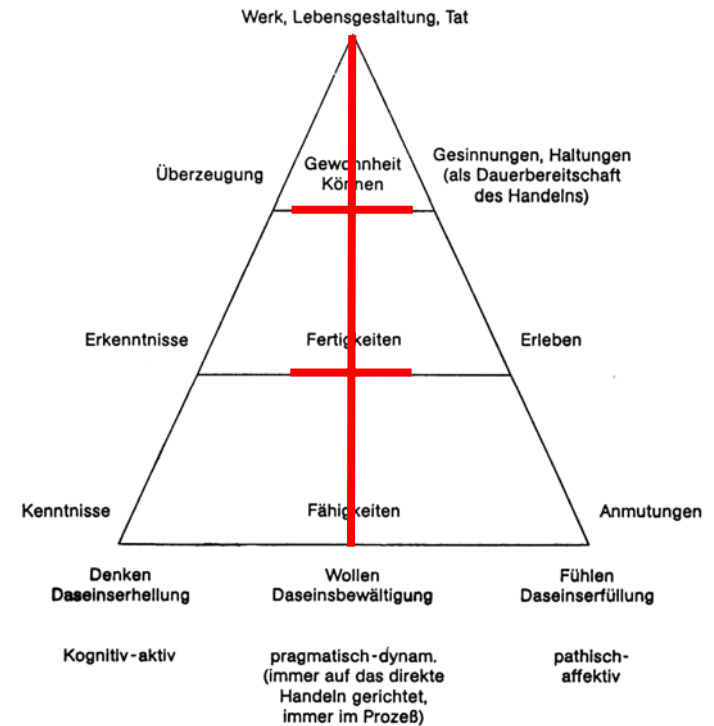 Werk, Lebensgestaltung, Tat
Überzeugung
Gewohnheit
Können
Gesinnungen, Haltungen
(als Dauerbereitschaft
des Handelns)
Erkenntnisse
Fertigkeiten
Erleben
Kenntnisse
Fähigkeiten
Anmutungen
Denken
Daseinserhellung
Wollen
Daseinsbewältigung
Fühlen
Daseinserfüllung
Kognitiv-aktiv
pragmatisch-dynam.
(immer auf das direkte
Handeln gerichtet,
immer im Prozeß)
pathisch-
affektiv